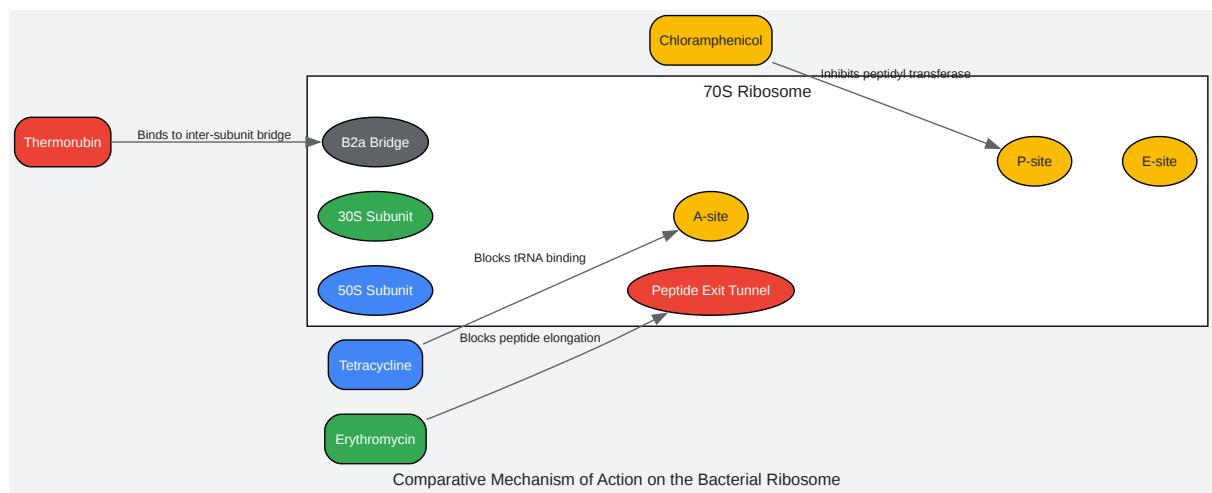 Chloramphenicol
Inhibits peptidyl transferase
70S Ribosome
Thermorubin
Binds to inter-subunit bridge
B2a Bridge
P-site
E-site
30S Subunit
A-site
Blocks tRNA binding
50S Subunit
Peptide Exit Tunnel
Blocks peptide elongation
Tetracycline
Erythromycin
Comparative Mechanism of Action on the Bacterial Ribosome